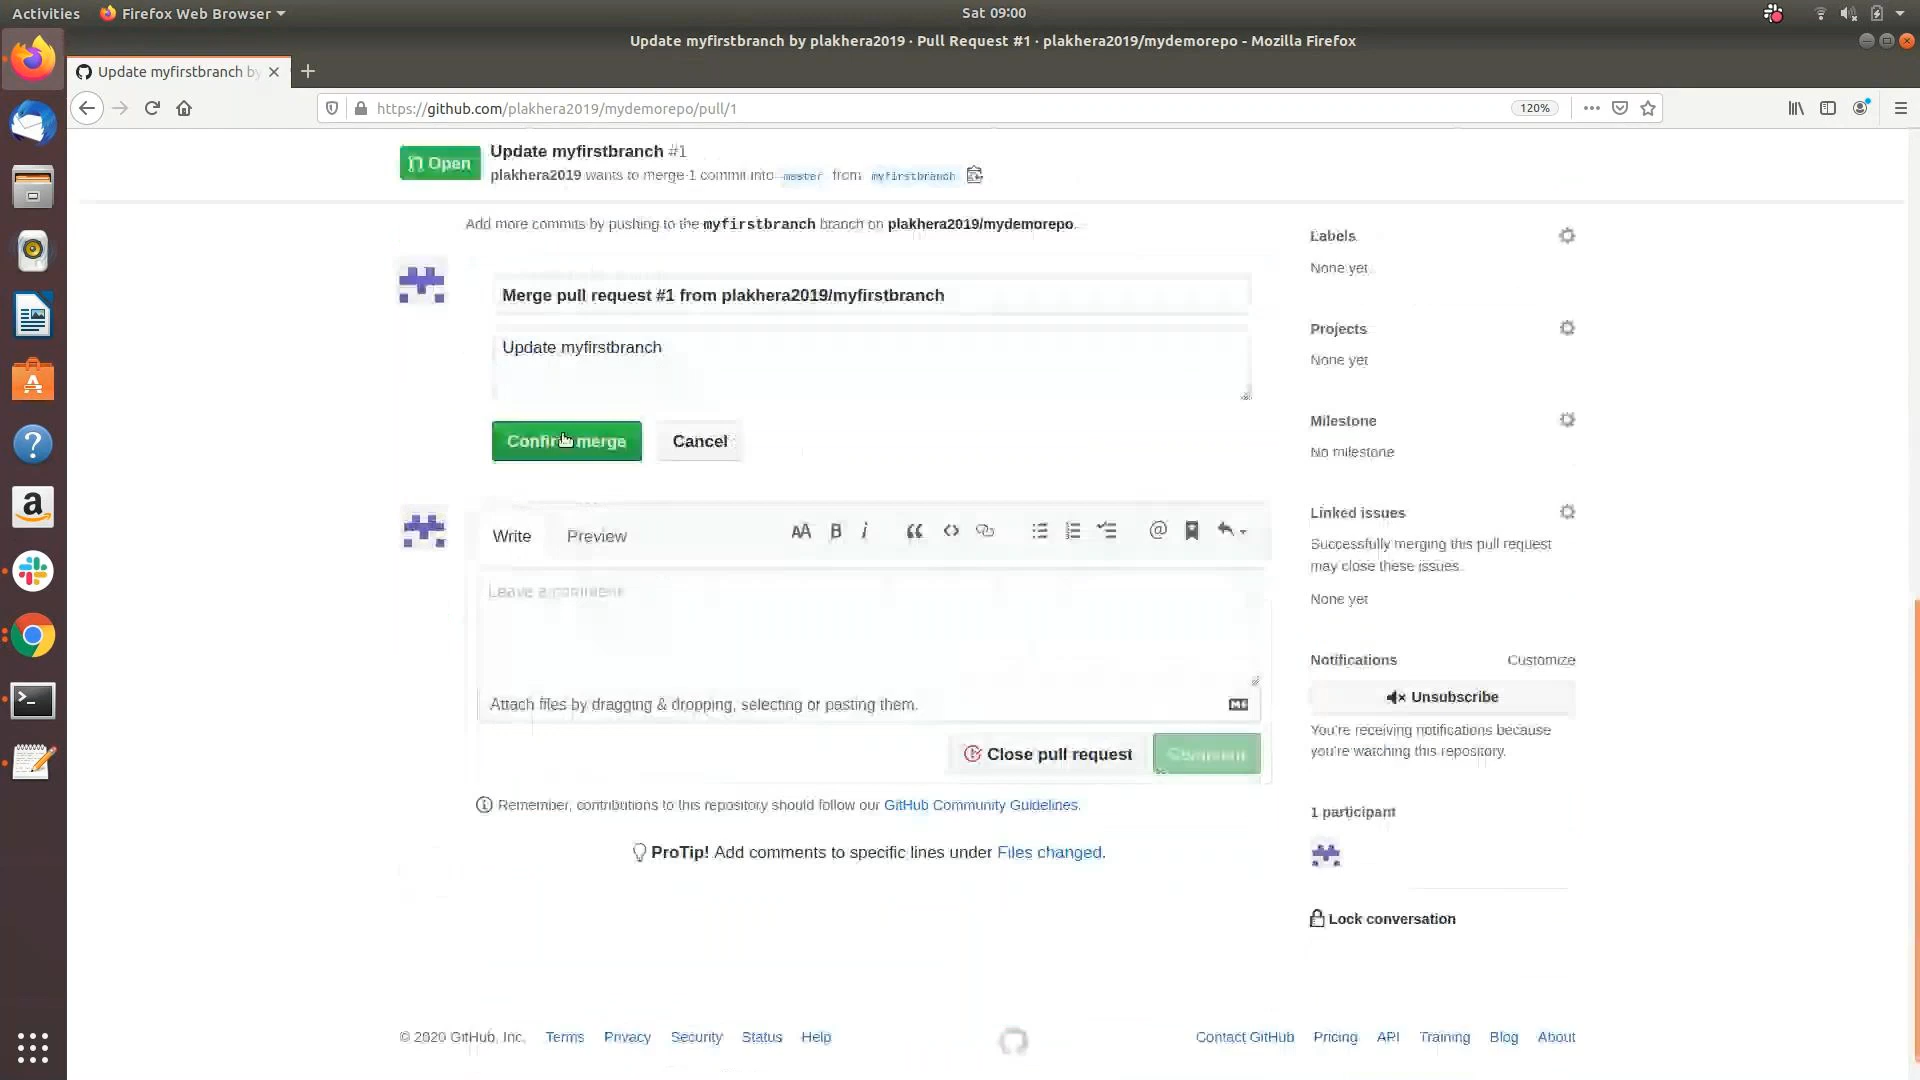 Activities Firefox Web Browser Sat 09:00
Update myfirstbranch by plakhera2019 · Pull Request #1 · plakhera2019/mydemorepo - Mozilla Firefox
Update myfirstbranch by
https://github.com/plakhera2019/mydemorepo/pull/1 120%
Open
Update myfirstbranch #1
plakhera2019 wants to merge 1 commit into master from myfirstbranch
Add more commits by pushing to the myfirstbranch branch on plakhera2019/mydemorepo.
Merge pull request #1 from plakhera2019/myfirstbranch
Update myfirstbranch
Confirm merge Cancel
Write Preview
Leave a comment
Attach files by dragging & dropping, selecting or pasting them.
Close pull request Comment
Remember, contributions to this repository should follow our GitHub Community Guidelines.
ProTip! Add comments to specific lines under Files changed.
Labels
None yet
Projects
None yet
Milestone
No milestone
Linked issues
Successfully merging this pull request
may close these issues.
None yet
Notifications Customize
Unsubscribe
You're receiving notifications because
you're watching this repository.
1 participant
Lock conversation
© 2020 GitHub, Inc. Terms Privacy Security Status Help Contact GitHub Pricing API Training Blog About